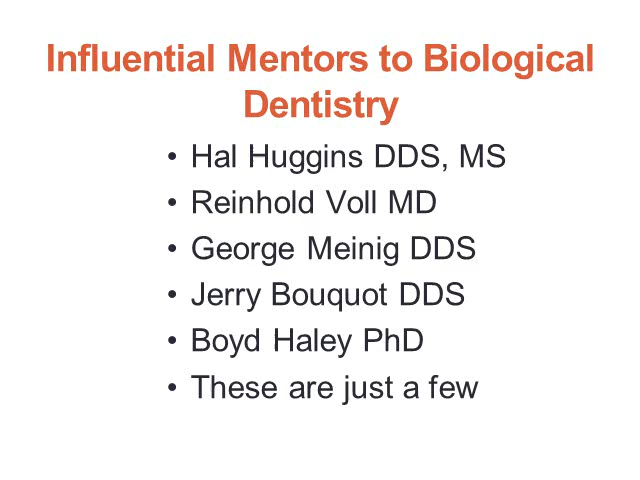 Influential Mentors to Biological
Dentistry
• Hal Huggins DDS, MS
• Reinhold Voll MD
• George Meinig DDS
• Jerry Bouquot DDS
• Boyd Haley PhD
• These are just a few